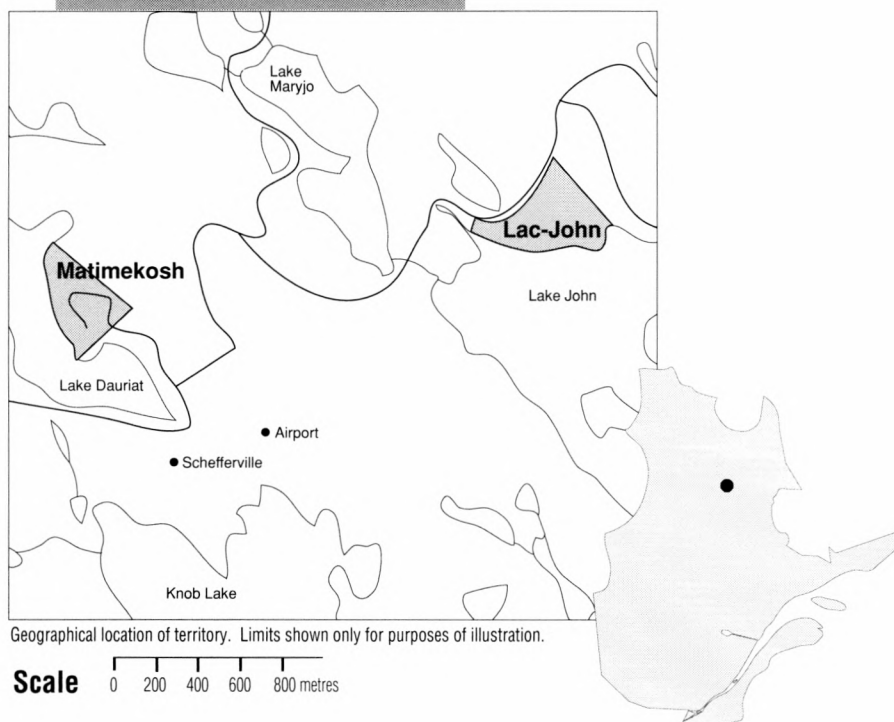 Lake
Maryjo
Lac-John
Matimekosh
Lake John
Lake Dauriat
Airport
Schefferville
Knob Lake
Geographical location of territory. Limits shown only for purposes of illustration.
Scale
0 200 400 600 800 metres